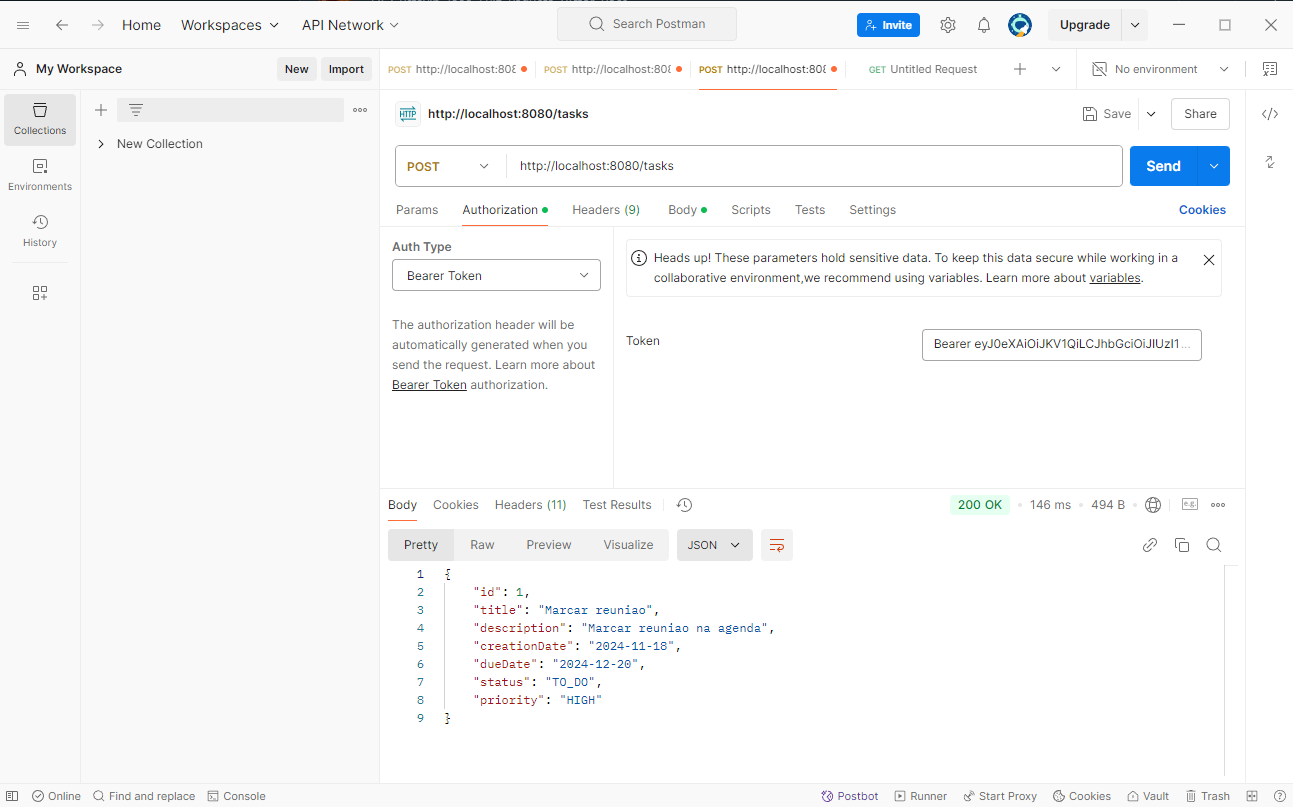 Home Workspaces API Network Search Postman Invite Upgrade
My Workspace New Import POST http://localhost:808 POST http://localhost:808 POST http://localhost:808 GET Untitled Request No environment
Collections
New Collection
HTTP http://localhost:8080/tasks Save Share
Environments
POST http://localhost:8080/tasks Send
History
Params Authorization Headers (9) Body Scripts Tests Settings Cookies
Auth Type
Bearer Token
The authorization header will be
automatically generated when you
send the request. Learn more about
Bearer Token authorization.
Heads up! These parameters hold sensitive data. To keep this data secure while working in a
collaborative environment,we recommend using variables. Learn more about variables.
Token Bearer eyJ0eXAiOiJKV1QiLCJhbGciOiJIUzI1...
Body Cookies Headers (11) Test Results 200 OK 146 ms 494 B e.g.
Pretty Raw Preview Visualize JSON
1 {
2 "id": 1,
3 "title": "Marcar reuniao",
4 "description": "Marcar reuniao na agenda",
5 "creationDate": "2024-11-18",
6 "dueDate": "2024-12-20",
7 "status": "TO_DO",
8 "priority": "HIGH"
9 }
Online Find and replace Console Postbot Runner Start Proxy Cookies Vault Trash